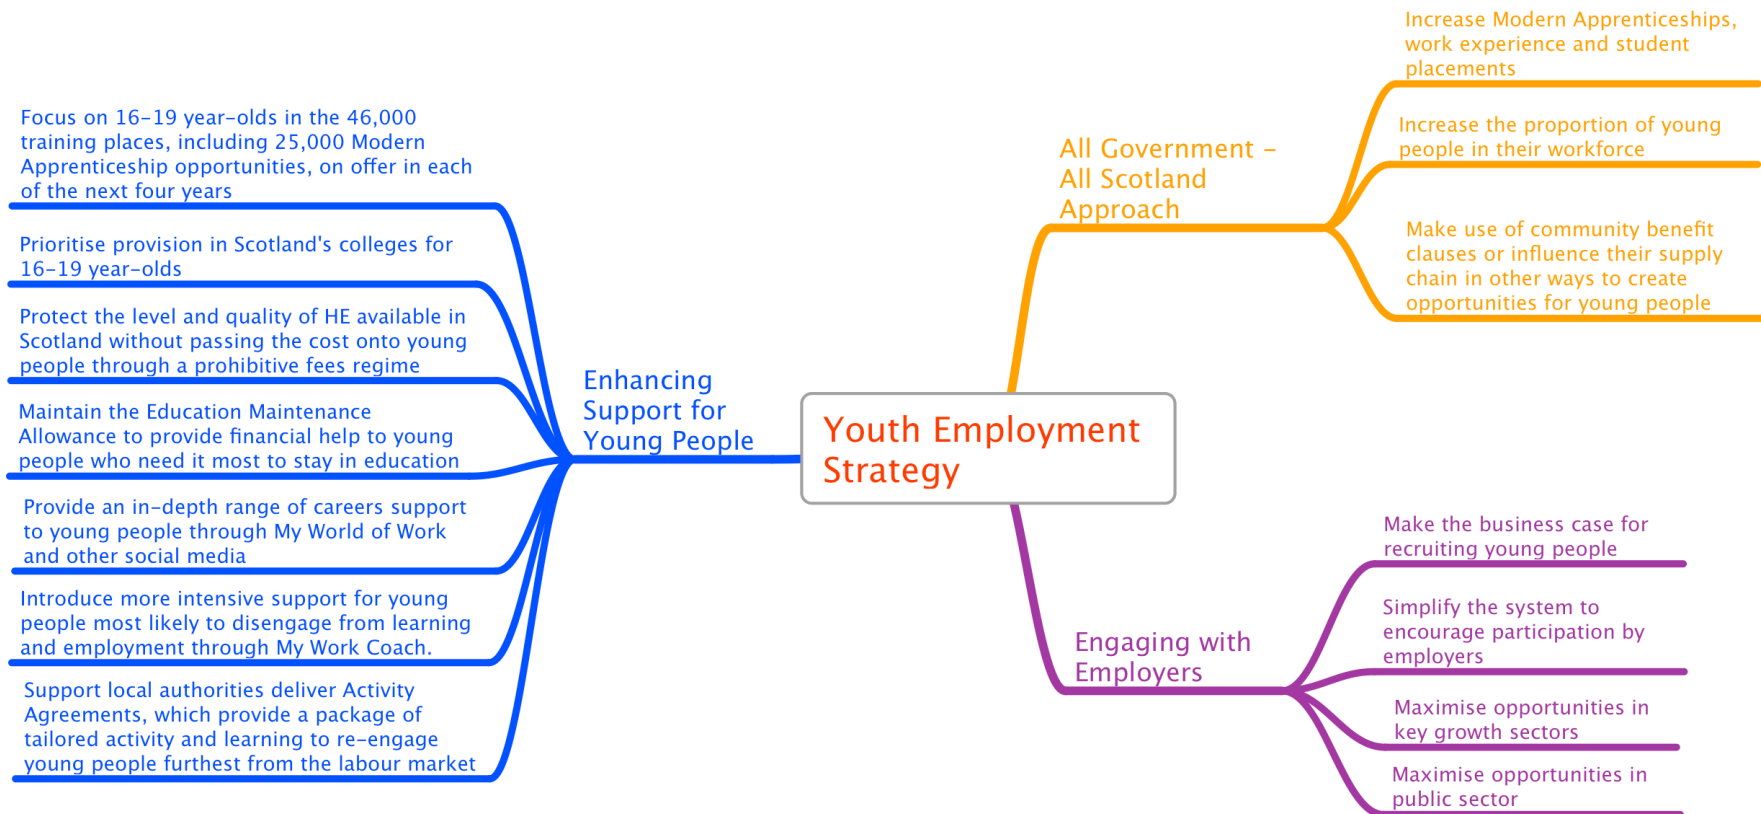 Youth Employment
Strategy
All Government –
All Scotland
Approach
Increase Modern Apprenticeships,
work experience and student
placements
Increase the proportion of young
people in their workforce
Make use of community benefit
clauses or influence their supply
chain in other ways to create
opportunities for young people
Engaging with
Employers
Make the business case for
recruiting young people
Simplify the system to
encourage participation by
employers
Maximise opportunities in
key growth sectors
Maximise opportunities in
public sector
Enhancing
Support for
Young People
Focus on 16–19 year–olds in the 46,000
training places, including 25,000 Modern
Apprenticeship opportunities, on offer in each
of the next four years
Prioritise provision in Scotland's colleges for
16–19 year–olds
Protect the level and quality of HE available in
Scotland without passing the cost onto young
people through a prohibitive fees regime
Maintain the Education Maintenance
Allowance to provide financial help to young
people who need it most to stay in education
Provide an in–depth range of careers support
to young people through My World of Work
and other social media
Introduce more intensive support for young
people most likely to disengage from learning
and employment through My Work Coach.
Support local authorities deliver Activity
Agreements, which provide a package of
tailored activity and learning to re–engage
young people furthest from the labour market